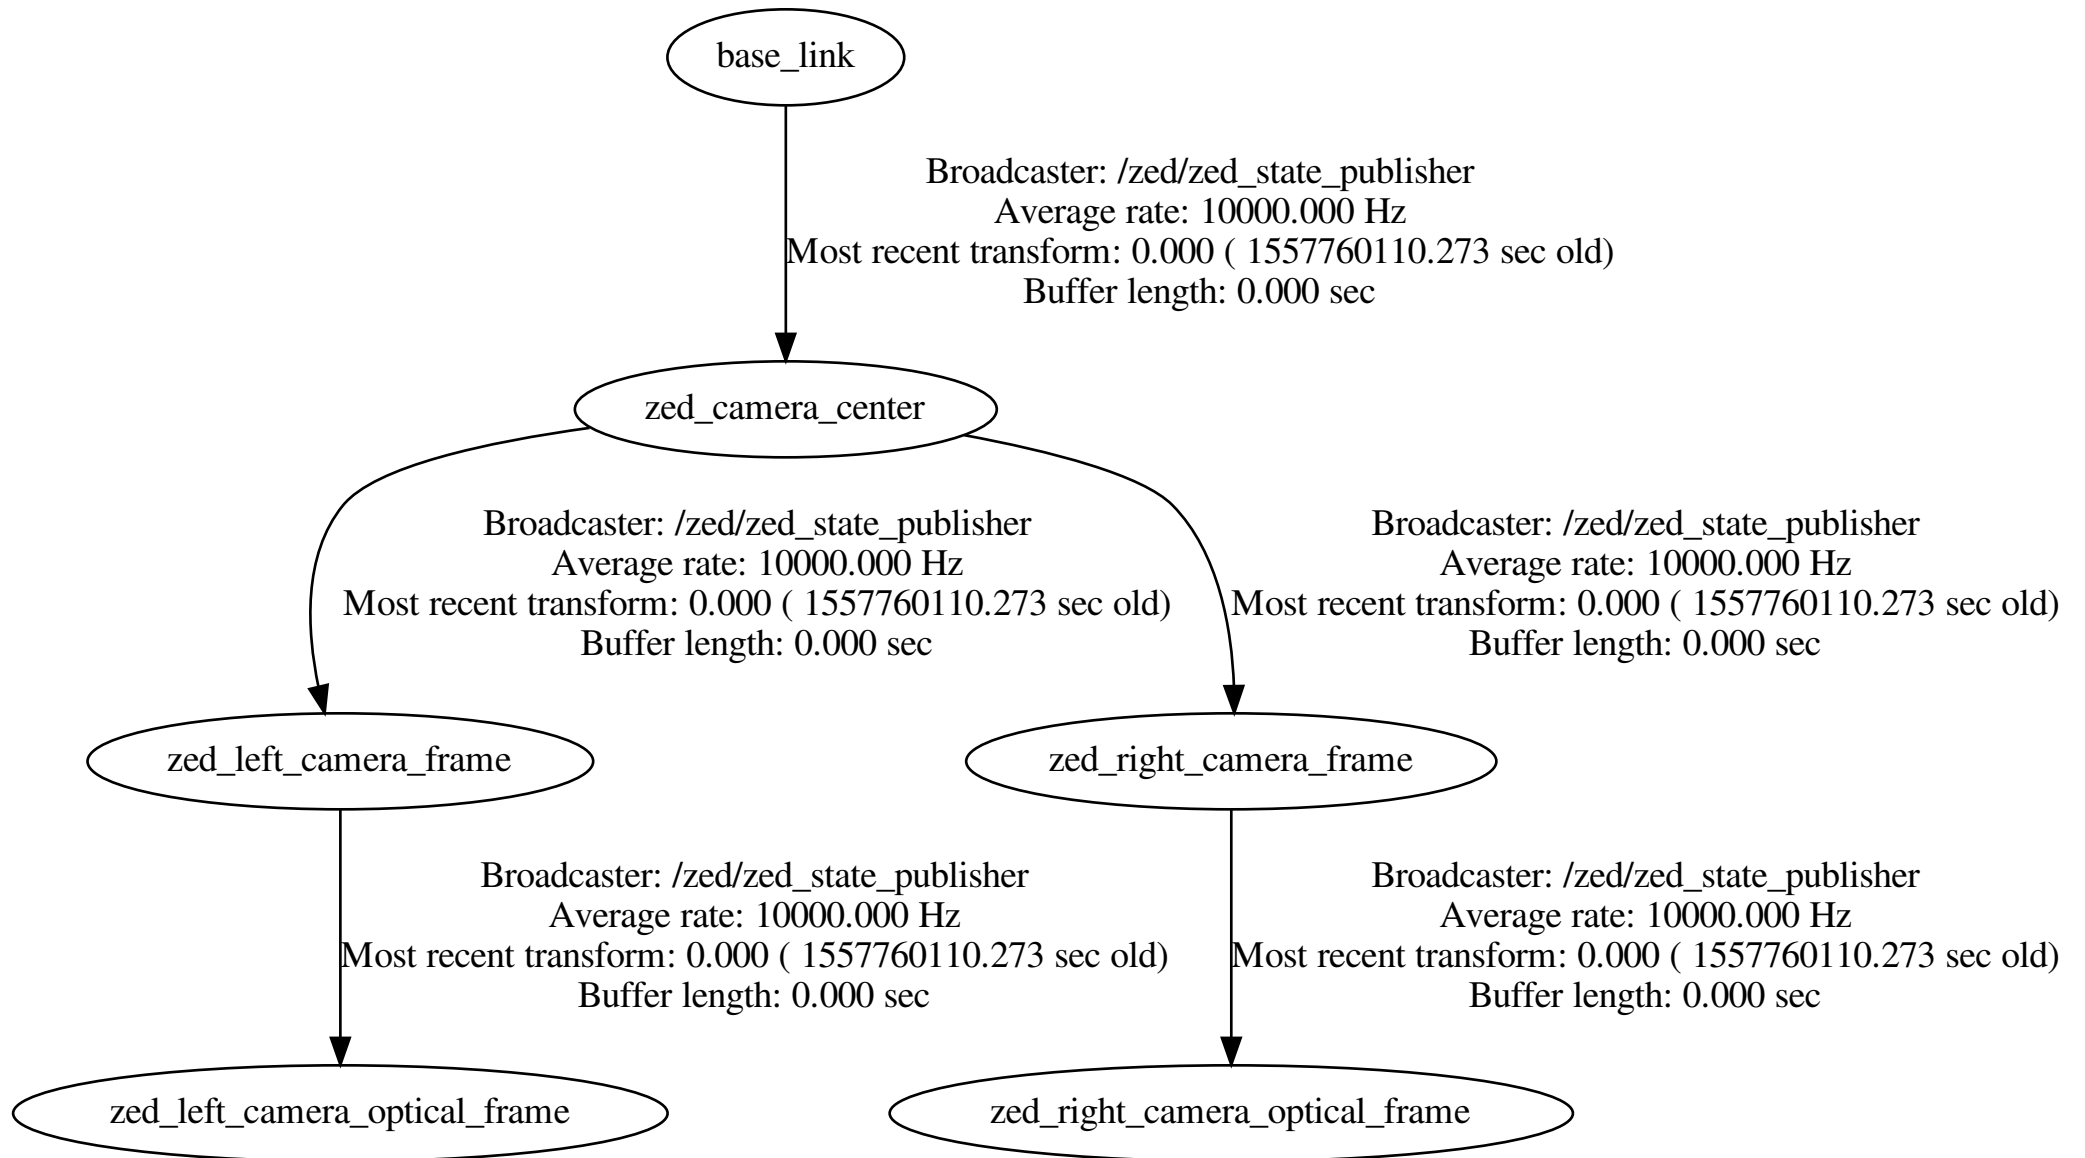 base_link
Broadcaster: /zed/zed_state_publisher
Average rate: 10000.000 Hz
Most recent transform: 0.000 ( 1557760110.273 sec old)
Buffer length: 0.000 sec
zed_camera_center
Broadcaster: /zed/zed_state_publisher
Average rate: 10000.000 Hz
Most recent transform: 0.000 ( 1557760110.273 sec old)
Buffer length: 0.000 sec
Broadcaster: /zed/zed_state_publisher
Average rate: 10000.000 Hz
Most recent transform: 0.000 ( 1557760110.273 sec old)
Buffer length: 0.000 sec
zed_left_camera_frame
zed_right_camera_frame
Broadcaster: /zed/zed_state_publisher
Average rate: 10000.000 Hz
Most recent transform: 0.000 ( 1557760110.273 sec old)
Buffer length: 0.000 sec
Broadcaster: /zed/zed_state_publisher
Average rate: 10000.000 Hz
Most recent transform: 0.000 ( 1557760110.273 sec old)
Buffer length: 0.000 sec
zed_left_camera_optical_frame
zed_right_camera_optical_frame